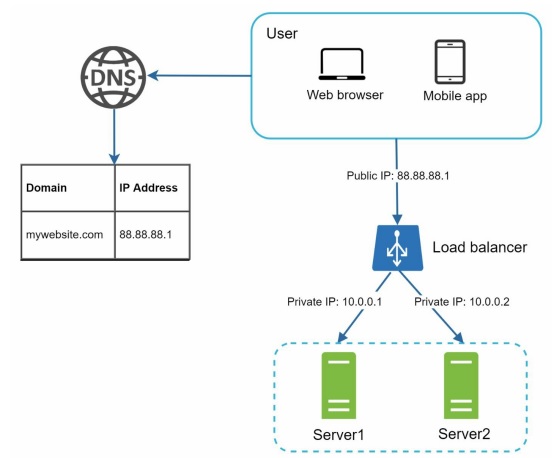 User
DNS
Web browser
Mobile app
Public IP: 88.88.88.1
Domain
IP Address
mywebsite.com
88.88.88.1
Load balancer
Private IP: 10.0.0.1
Private IP: 10.0.0.2
Server1
Server2